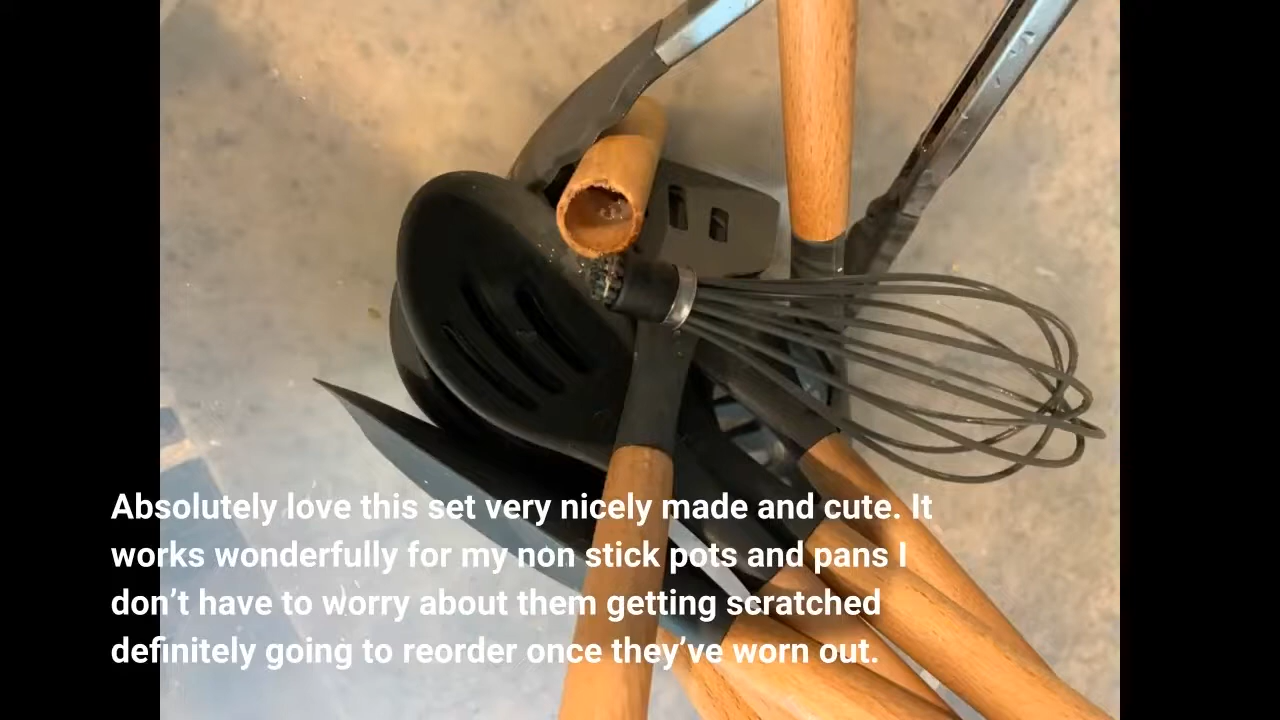 Absolutely love this set very nicely made and cute. It
works wonderfully for my non stick pots and pans I
don’t have to worry about them getting scratched
definitely going to reorder once they’ve worn out.